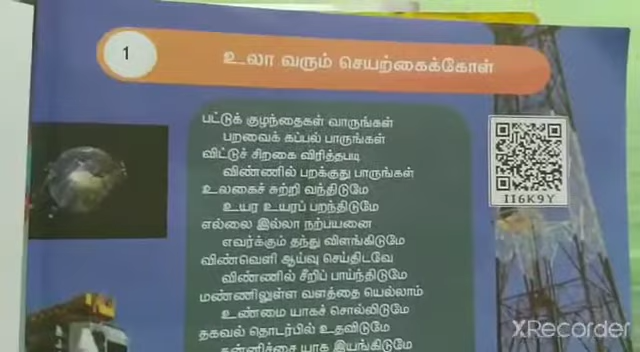 1
உலா வரும் செயற்கைக்கோள்
பட்டுக் குழந்தைகள் வாருங்கள்
பறவைக் கப்பல் பாருங்கள்
விட்டுச் சிறகை விரித்தபடி
விண்ணில் பறக்குது பாருங்கள்
உலகைச் சுற்றி வந்திடுமே
உயர உயரப் பறந்திடுமே
எல்லை இல்லா நற்பயனை
எவர்க்கும் தந்து விளங்கிடுமே
விண்வெளி ஆய்வு செய்திடவே
விண்ணில் சீறிப் பாய்ந்திடுமே
மண்ணிலுள்ள வளத்தை யெல்லாம்
உண்மை யாகச் சொல்லிடுமே
தகவல் தொடர்பில் உதவிடுமே
தன்னிச்சை யாக இயங்கிடுமே
II6K9Y
XRecorder